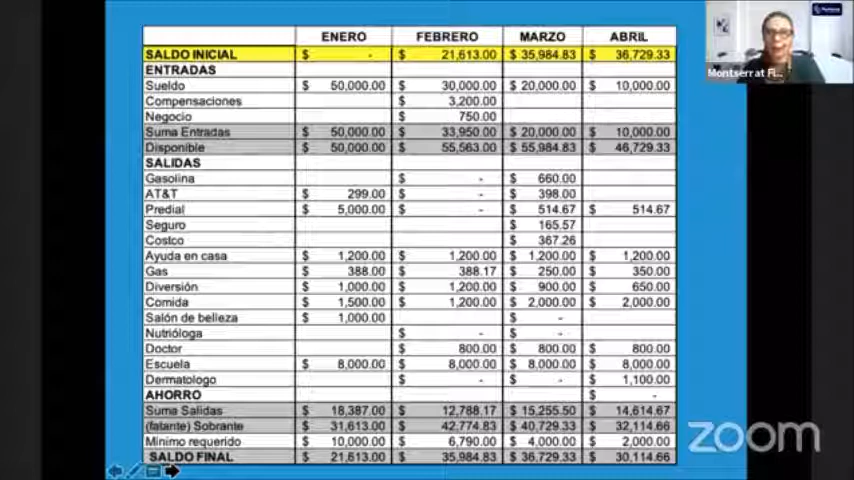 ENERO FEBRERO MARZO ABRIL
SALDO INICIAL $ - $ 21,613.00 $ 35,984.83 $ 36,729.33
ENTRADAS
Sueldo $ 50,000.00 $ 30,000.00 $ 20,000.00 $ 10,000.00
Compensaciones $ 3,200.00
Negocio $ 750.00
Suma Entradas $ 50,000.00 $ 33,950.00 $ 20,000.00 $ 10,000.00
Disponible $ 50,000.00 $ 55,563.00 $ 55,984.83 $ 46,729.33
SALIDAS
Gasolina $ - $ 660.00
AT&T $ 299.00 $ - $ 398.00
Predial $ 5,000.00 $ - $ 514.67 $ 514.67
Seguro $ 165.57
Costco $ 367.26
Ayuda en casa $ 1,200.00 $ 1,200.00 $ 1,200.00 $ 1,200.00
Gas $ 388.00 $ 388.17 $ 250.00 $ 350.00
Diversión $ 1,000.00 $ 1,200.00 $ 900.00 $ 650.00
Comida $ 1,500.00 $ 1,200.00 $ 2,000.00 $ 2,000.00
Salón de belleza $ 1,000.00 $ -
Nutrióloga $ - $ -
Doctor $ 800.00 $ 800.00 $ 800.00
Escuela $ 8,000.00 $ 8,000.00 $ 8,000.00 $ 8,000.00
Dermatologo $ - $ - $ 1,100.00
AHORRO $ -
Suma Salidas $ 18,387.00 $ 12,788.17 $ 15,255.50 $ 14,614.67
(fatante) Sobrante $ 31,613.00 $ 42,774.83 $ 40,729.33 $ 32,114.66
Mínimo requerido $ 10,000.00 $ 6,790.00 $ 4,000.00 $ 2,000.00
SALDO FINAL $ 21,613.00 $ 35,984.83 $ 36,729.33 $ 30,114.66
Montserrat Fi...
zoom